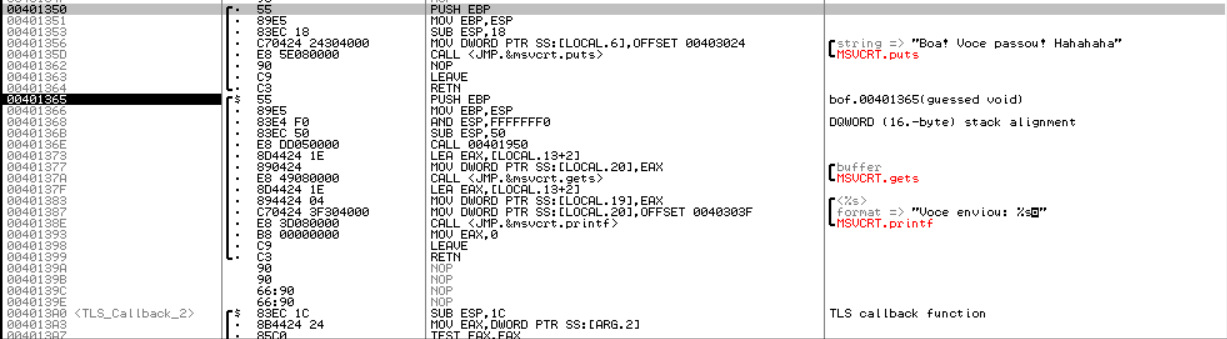 00401350 55 PUSH EBP
00401351 89E5 MOV EBP,ESP
00401353 83EC 18 SUB ESP,18
00401356 C70424 24304000 MOV DWORD PTR SS:[LOCAL.6],OFFSET 00403024 string => "Boa! Voce passou! Hahahaha"
0040135D E8 5E080000 CALL <JMP.&msvcrt.puts> MSVCRT.puts
00401362 90 NOP
00401363 C9 LEAVE
00401364 C3 RETN
00401365 $ 55 PUSH EBP bof.00401365(guessed void)
00401366 89E5 MOV EBP,ESP
00401368 83E4 F0 AND ESP,FFFFFFF0 DQWORD (16.-byte) stack alignment
0040136B 83EC 50 SUB ESP,50
0040136E E8 DD050000 CALL 00401950
00401373 8D4424 1E LEA EAX,[LOCAL.13+2]
00401377 890424 MOV DWORD PTR SS:[LOCAL.20],EAX buffer
0040137A E8 49080000 CALL <JMP.&msvcrt.gets> MSVCRT.gets
0040137F 8D4424 1E LEA EAX,[LOCAL.13+2]
00401383 894424 04 MOV DWORD PTR SS:[LOCAL.19],EAX <%s>
00401387 C70424 3F304000 MOV DWORD PTR SS:[LOCAL.20],OFFSET 0040303F format => "Voce enviou: %s◙"
0040138E E8 3D080000 CALL <JMP.&msvcrt.printf> MSVCRT.printf
00401393 B8 00000000 MOV EAX,0
00401398 C9 LEAVE
00401399 C3 RETN
0040139A 90 NOP
0040139B 90 NOP
0040139C 66:90 NOP
0040139E 66:90 NOP
004013A0 <TLS_Callback_2> $ 83EC 1C SUB ESP,1C TLS callback function
004013A3 8B4424 24 MOV EAX,DWORD PTR SS:[ARG.2]
004013A7 85C0 TEST EAX,EAX